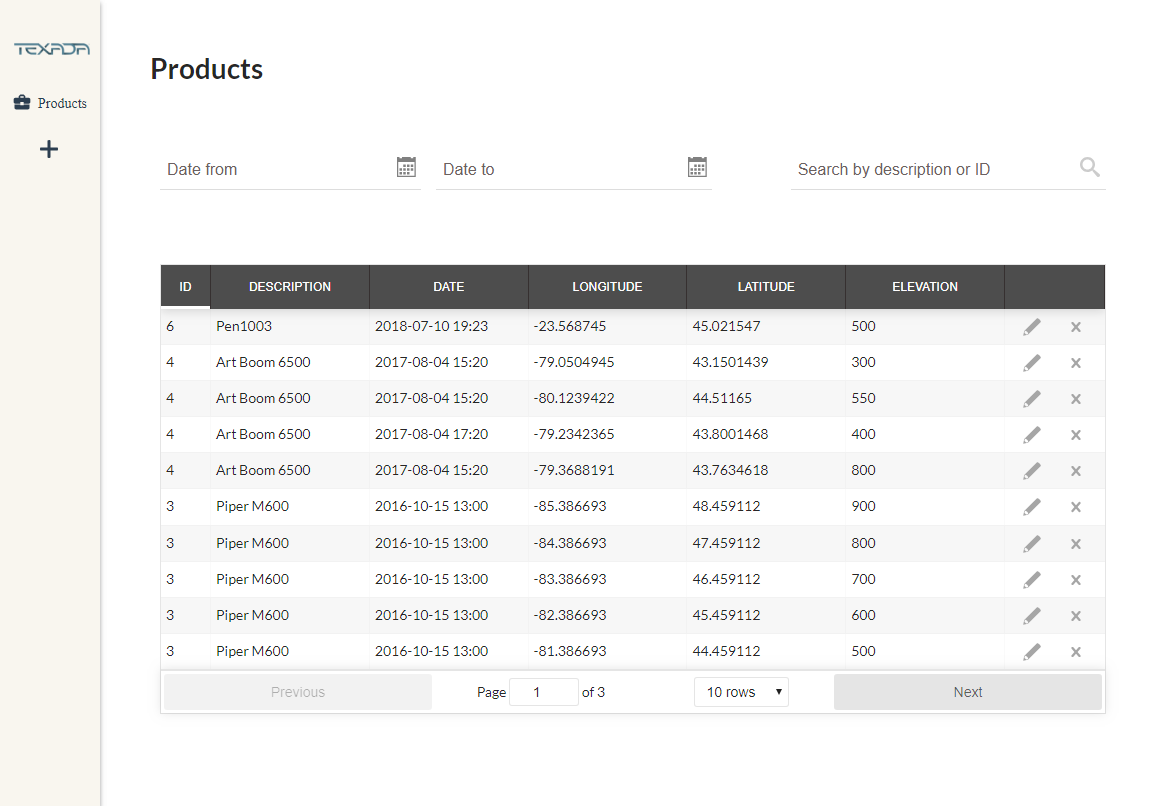 TEXADA
Products
Products
Date from
Date to
Search by description or ID
ID DESCRIPTION DATE LONGITUDE LATITUDE ELEVATION
6 Pen1003 2018-07-10 19:23 -23.568745 45.021547 500
4 Art Boom 6500 2017-08-04 15:20 -79.0504945 43.1501439 300
4 Art Boom 6500 2017-08-04 15:20 -80.1239422 44.51165 550
4 Art Boom 6500 2017-08-04 17:20 -79.2342365 43.8001468 400
4 Art Boom 6500 2017-08-04 15:20 -79.3688191 43.7634618 800
3 Piper M600 2016-10-15 13:00 -85.386693 48.459112 900
3 Piper M600 2016-10-15 13:00 -84.386693 47.459112 800
3 Piper M600 2016-10-15 13:00 -83.386693 46.459112 700
3 Piper M600 2016-10-15 13:00 -82.386693 45.459112 600
3 Piper M600 2016-10-15 13:00 -81.386693 44.459112 500
Previous Page 1 of 3 10 rows Next